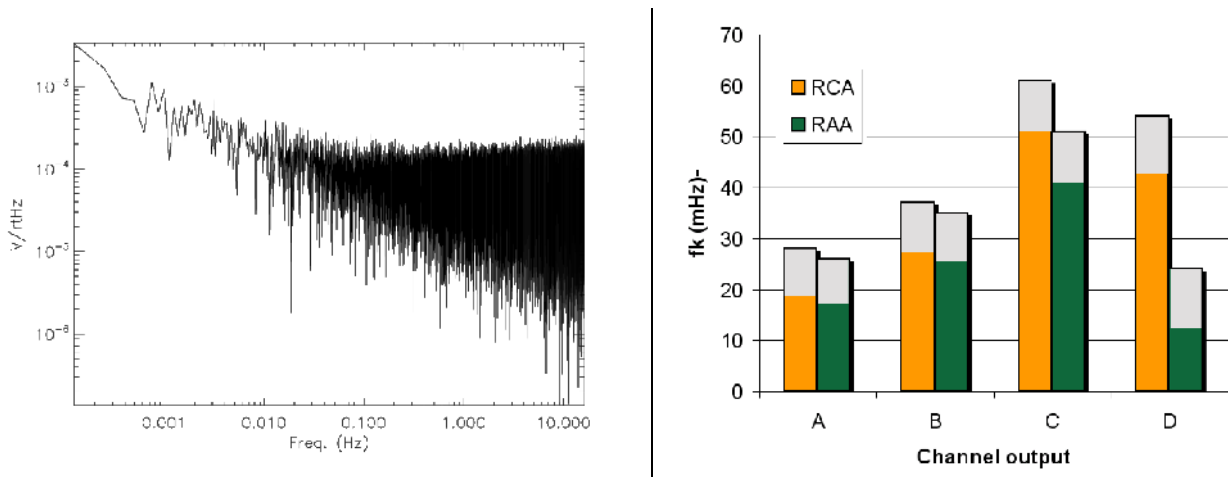 10⁻³
10⁻⁴
10⁻⁵
10⁻⁶
V/rtHz
0.001 0.010 0.100 1.000 10.000
Freq. (Hz)
70
60
50
40
30
20
10
0
fk (mHz)-
RCA
RAA
A B C D
Channel output